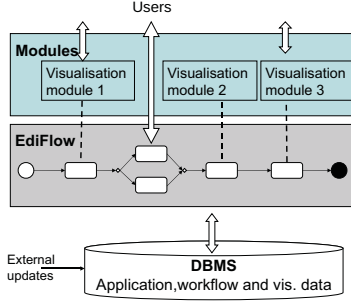 Users
Modules
Visualisation
module 1
Visualisation
module 2
Visualisation
module 3
EdiFlow
External
updates
DBMS
Application,workflow and vis. data